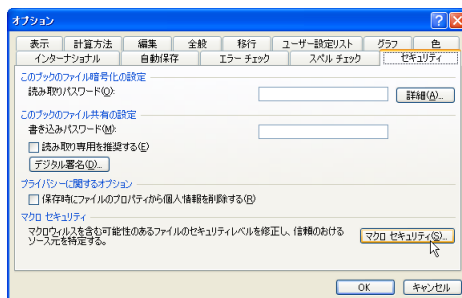 オプション
表示 計算方法 編集 全般 移行 ユーザー設定リスト グラフ 色
インターナショナル 自動保存 エラー チェック スペル チェック セキュリティ
このブックのファイル暗号化の設定
読み取りパスワード(O):
詳細(A)...
このブックのファイル共有の設定
書き込みパスワード(M):
読み取り専用を推奨する(E)
デジタル署名(D)...
プライバシーに関するオプション
保存時にファイルのプロパティから個人情報を削除する(R)
マクロ セキュリティ
マクロウィルスを含む可能性のあるファイルのセキュリティレベルを修正し、信頼のおける
ソース元を特定する。
マクロ セキュリティ(S)...
OK キャンセル